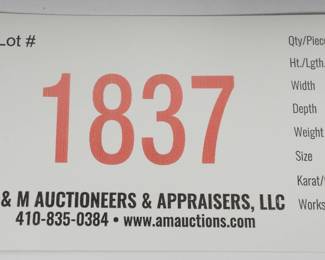 Lot #
1837
& M AUCTIONEERS & APPRAISERS, LLC
410-835-0384 • www.amauctions.com
Qty/Piec
Ht./Lgth.
Width
Depth
Weight
Size
Karat/
Works